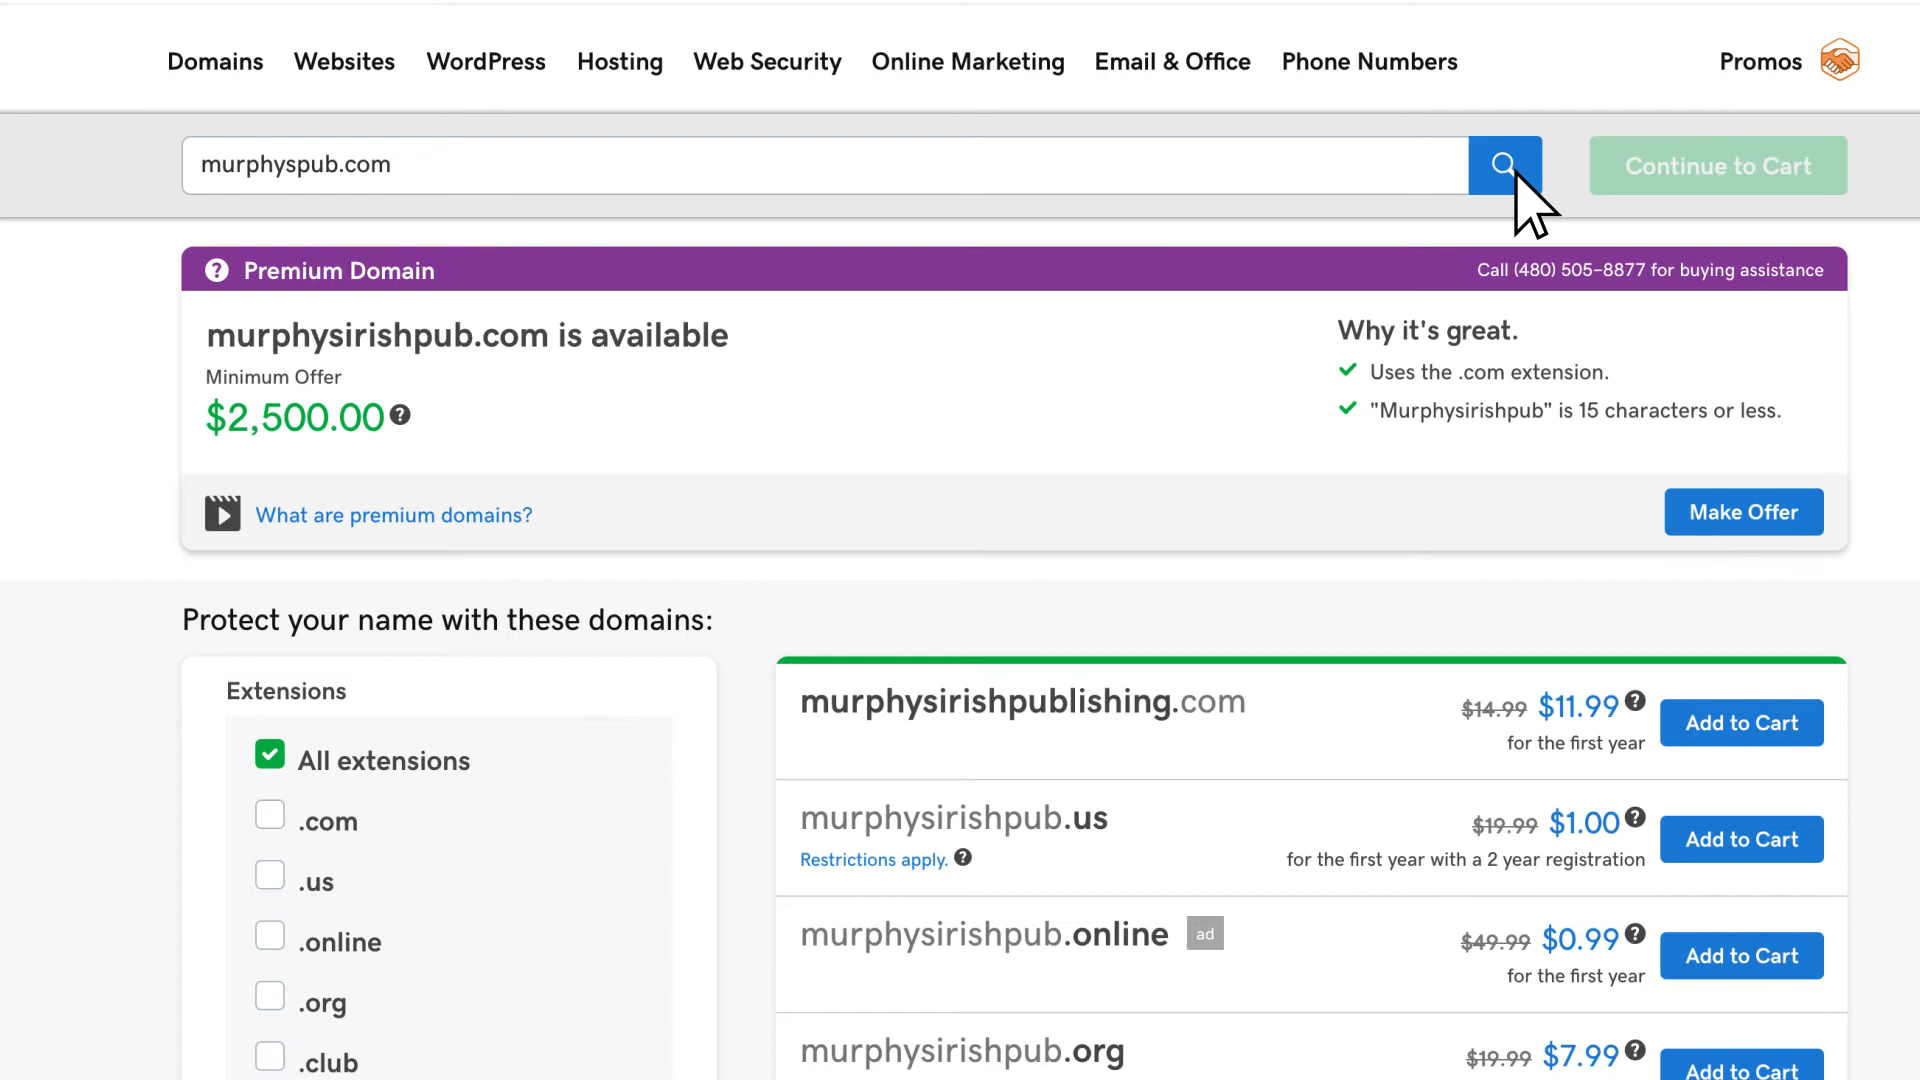 Domains Websites WordPress Hosting Web Security Online Marketing Email & Office Phone Numbers Promos
murphyspub.com
Continue to Cart
? Premium Domain
Call (480) 505-8877 for buying assistance
murphysirishpub.com is available
Minimum Offer
$2,500.00 ?
Why it's great.
Uses the .com extension.
"Murphysirishpub" is 15 characters or less.
What are premium domains?
Make Offer
Protect your name with these domains:
Extensions
All extensions
.com
.us
.online
.org
.club
murphysirishpublishing.com
$14.99 $11.99 ?
for the first year
Add to Cart
murphysirishpub.us
Restrictions apply. ?
$19.99 $1.00 ?
for the first year with a 2 year registration
Add to Cart
murphysirishpub.online ad
$49.99 $0.99 ?
for the first year
Add to Cart
murphysirishpub.org
$19.99 $7.99 ?
Add to Cart